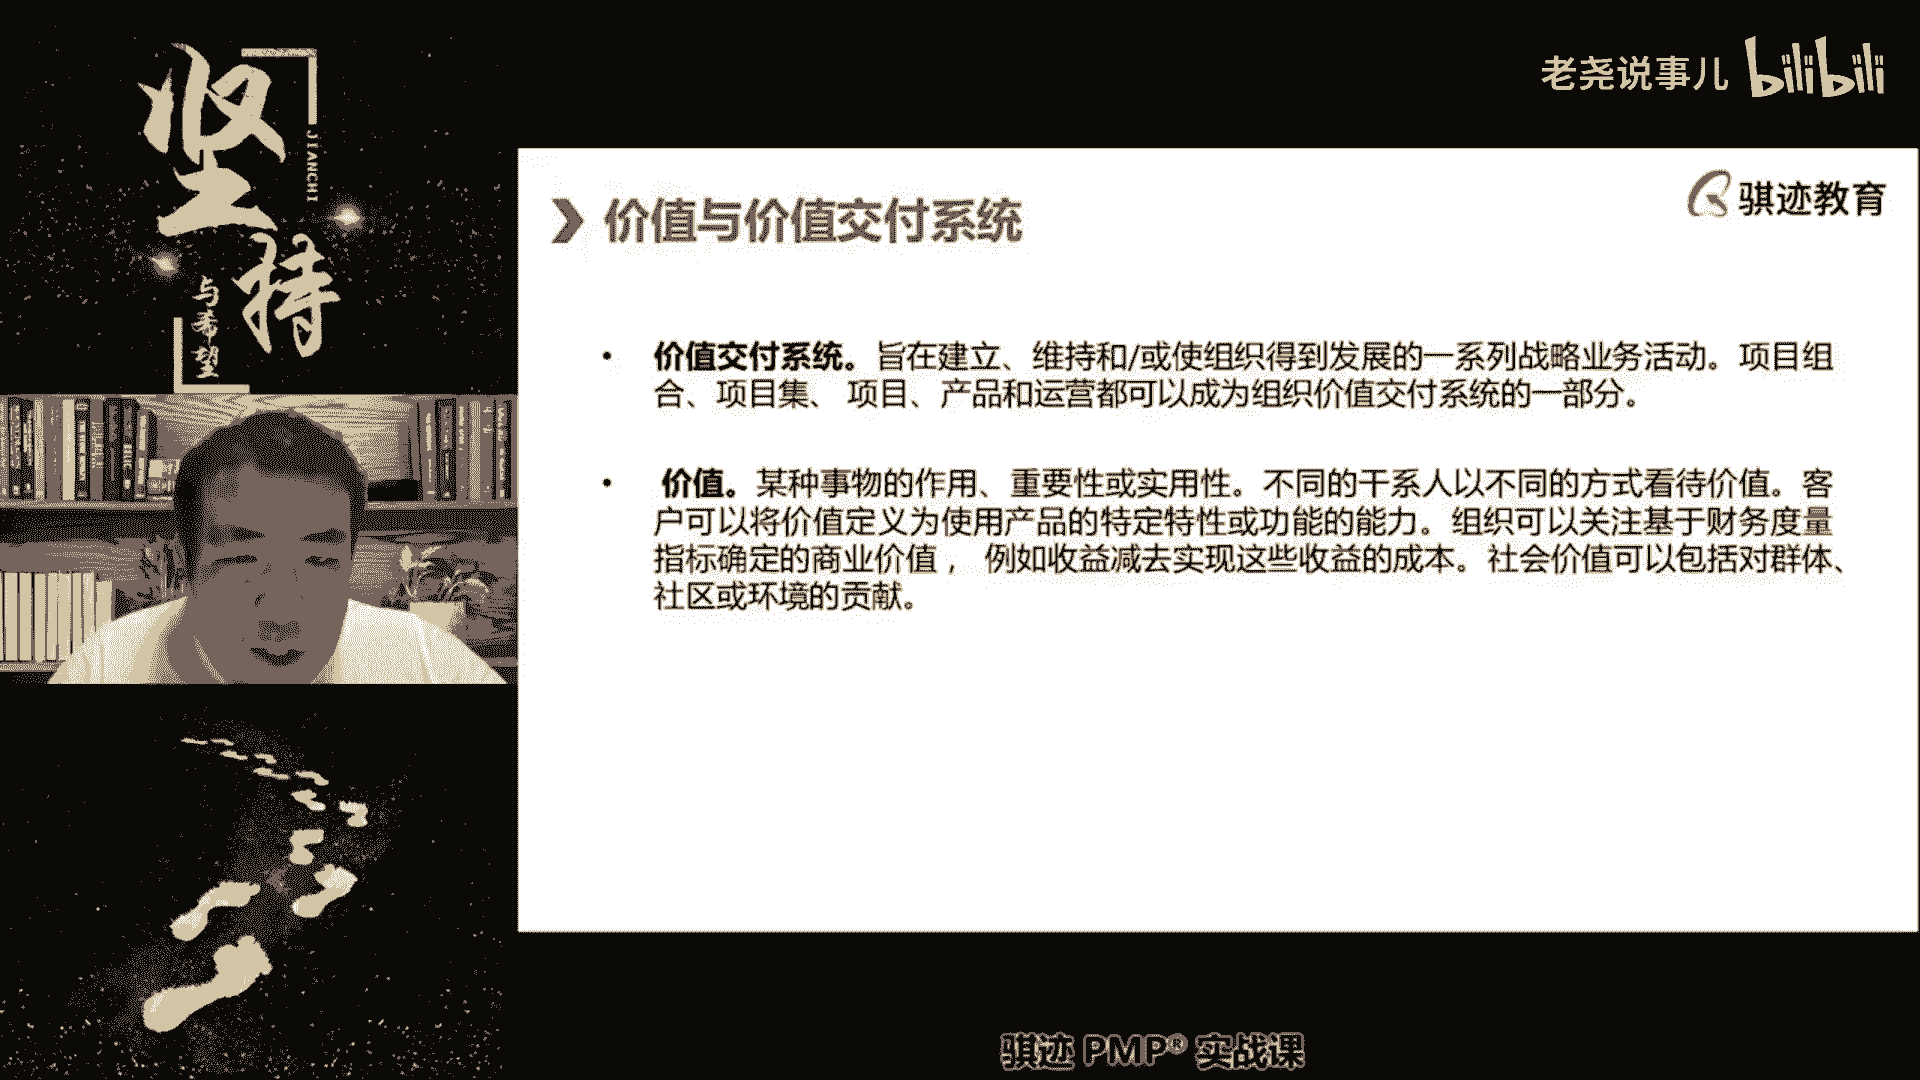 坚持
JIANCHI
与希望
老尧说事儿 bilibili
骐迹教育
价值与价值交付系统
• 价值交付系统。旨在建立、维持和/或使组织得到发展的一系列战略业务活动。项目组
合、项目集、 项目、产品和运营都可以成为组织价值交付系统的一部分。
• 价值。某种事物的作用、重要性或实用性。不同的干系人以不同的方式看待价值。客
户可以将价值定义为使用产品的特定特性或功能的能力。组织可以关注基于财务度量
指标确定的商业价值， 例如收益减去实现这些收益的成本。社会价值可以包括对群体、
社区或环境的贡献。
骐迹 PMP® 实战课